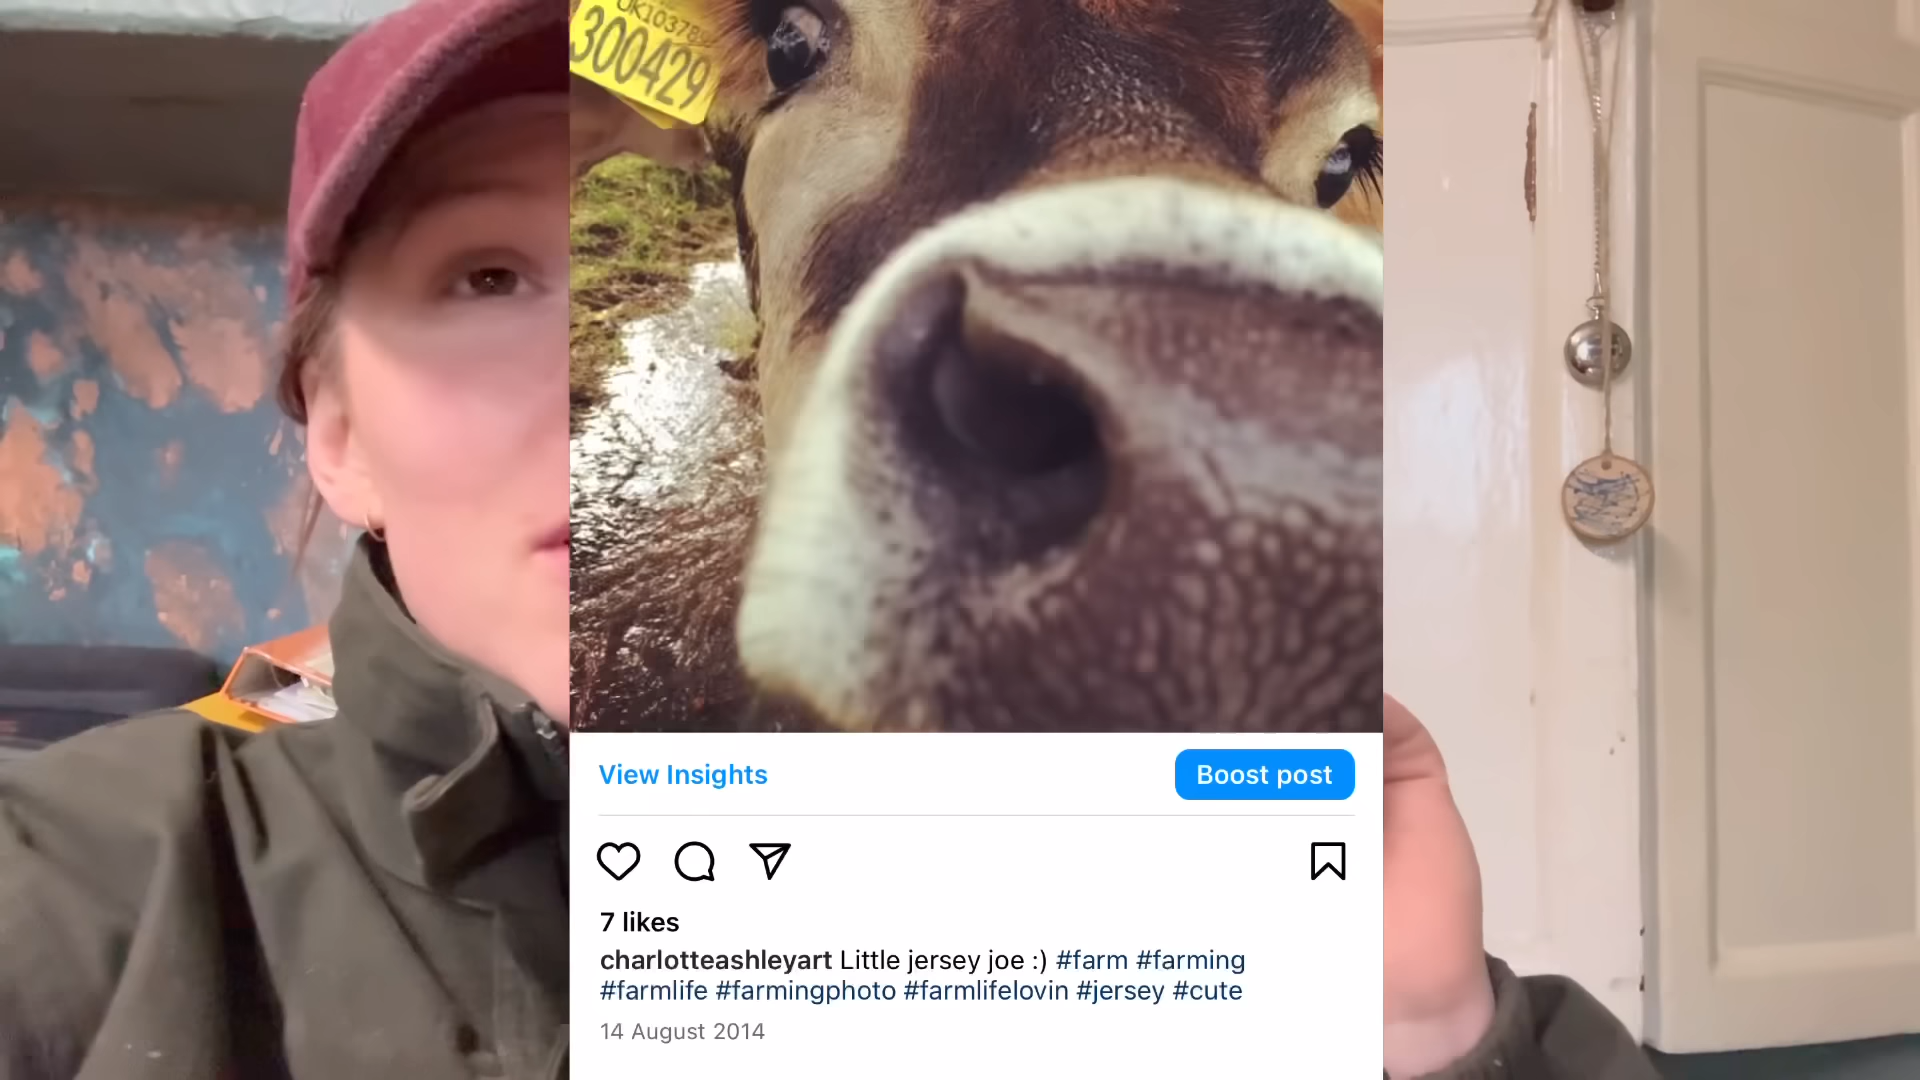 300429
View Insights
Boost post
7 likes
charlotteashleyart Little jersey joe :) #farm #farming
#farmlife #farmingphoto #farmlifelovin #jersey #cute
14 August 2014